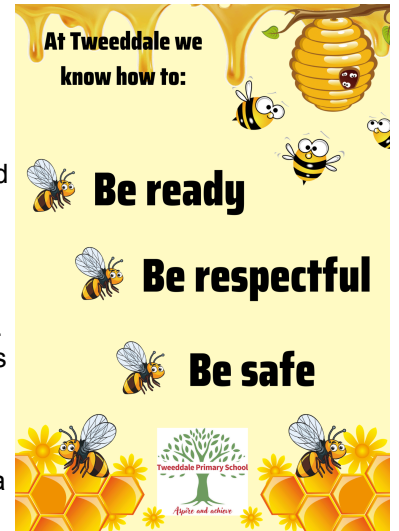 At Tweeddale we
know how to:
d
Be ready
Be respectful
s
Be safe
a
Tweeddale Primary School
Aspire and achieve